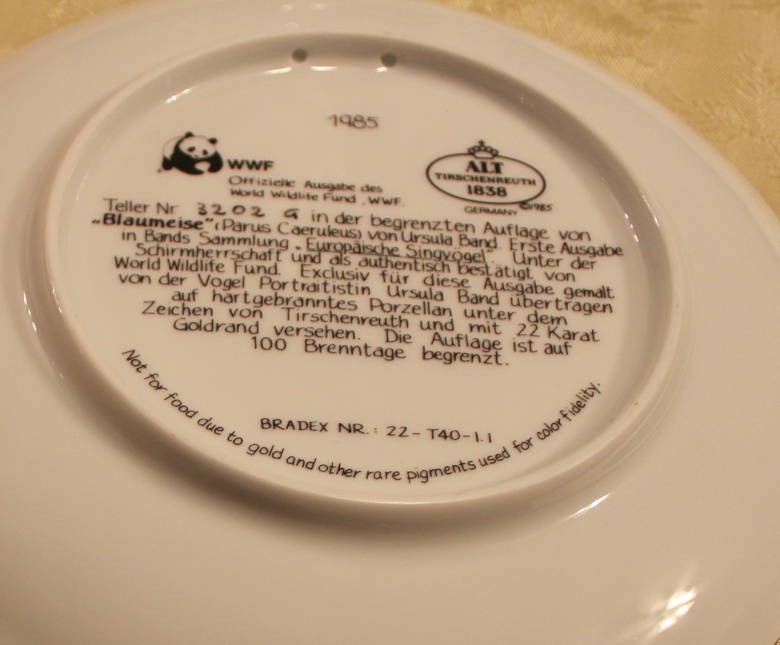 1985
WWF
Offizielle Ausgabe des
World Wildlife Fund, WWF.
ALT
TIRSCHENREUTH
1838
GERMANY ©1985
Teller Nr 3202 G in der begrenzten Auflage von
„Blaumeise" (Parus Caeruleus) von Ursula Band. Erste Ausgabe
in Bands Sammlung „Europäische Singvögel". Unter der
Schirmherrschaft und als authentisch bestätigt von
World Wildlife Fund. Exclusiv für diese Ausgabe gemalt
von der Vogel Portraitistin Ursula Band übertragen
auf hartgebranntes Porzellan unter dem
Zeichen von Tirschenreuth und mit 22 Karat
Goldrand versehen. Die Auflage ist auf
100 Brenntage begrenzt.
BRADEX NR.: 22-T40-1.1
Not for food due to gold and other rare pigments used for color fidelity.